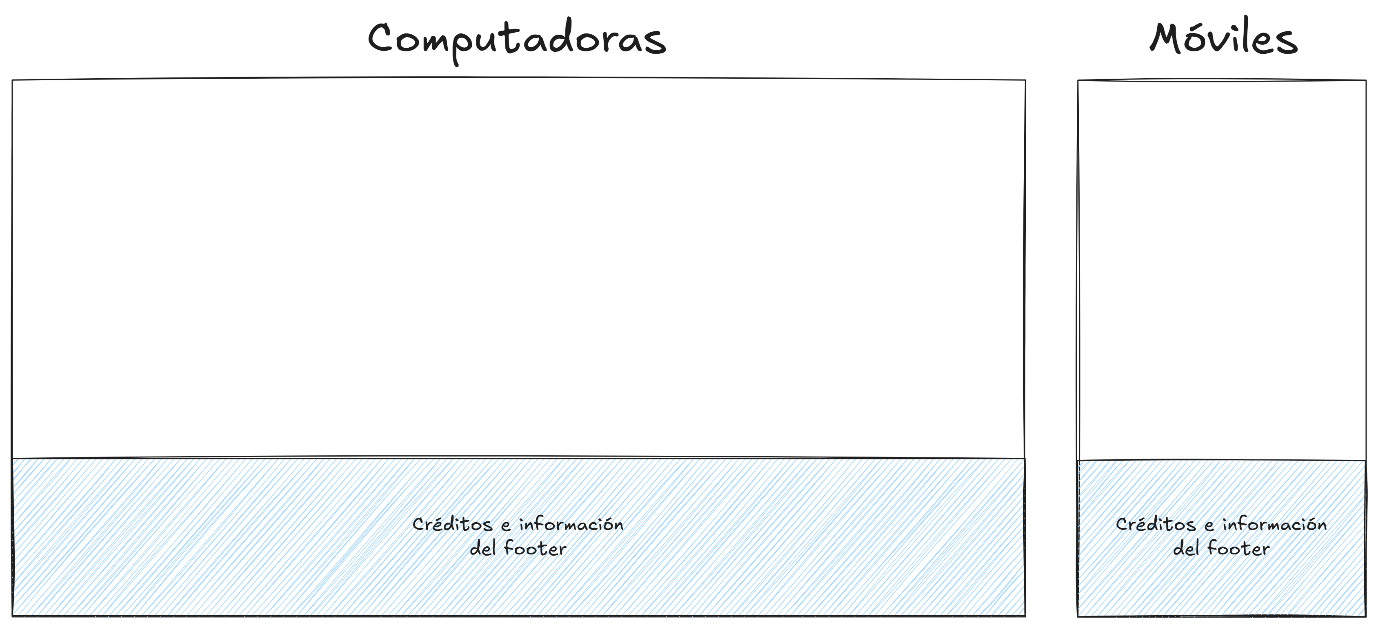 Computadoras
Móviles
Créditos e información
del footer
Créditos e información
del footer